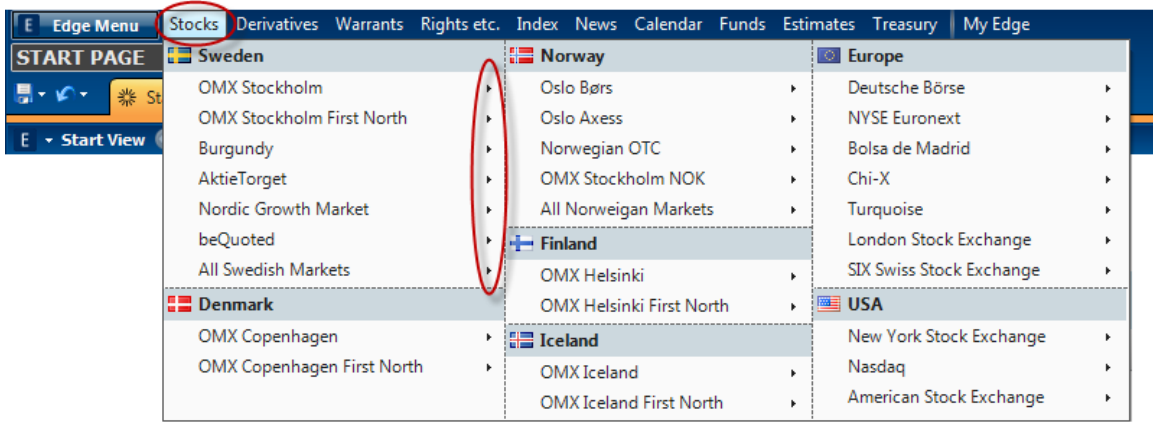 E Edge Menu Stocks Derivatives Warrants Rights etc. Index News Calendar Funds Estimates Treasury My Edge
START PAGE
St
E Start View
Sweden
OMX Stockholm
OMX Stockholm First North
Burgundy
AktieTorget
Nordic Growth Market
beQuoted
All Swedish Markets
Denmark
OMX Copenhagen
OMX Copenhagen First North
Norway
Oslo Børs
Oslo Axess
Norwegian OTC
OMX Stockholm NOK
All Norweigan Markets
Finland
OMX Helsinki
OMX Helsinki First North
Iceland
OMX Iceland
OMX Iceland First North
Europe
Deutsche Börse
NYSE Euronext
Bolsa de Madrid
Chi-X
Turquoise
London Stock Exchange
SIX Swiss Stock Exchange
USA
New York Stock Exchange
Nasdaq
American Stock Exchange